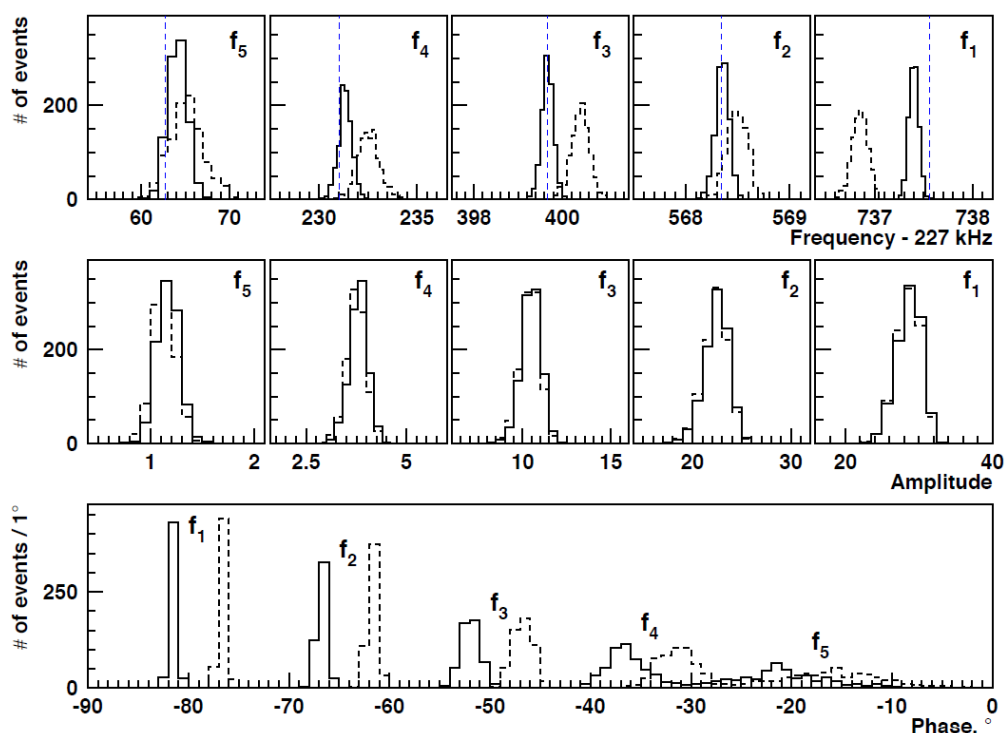 # of events
200
0
f5 f4 f3 f2 f1
60 70 230 235 398 400 568 569 737 738
Frequency - 227 kHz
# of events
200
0
f5 f4 f3 f2 f1
1 2 2.5 5 10 15 20 30 20 40
Amplitude
# of events / 1°
250
0
f1 f2 f3 f4 f5
-90 -80 -70 -60 -50 -40 -30 -20 -10 0
Phase, °